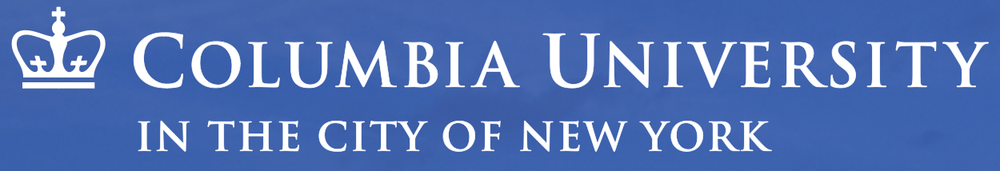 COLUMBIA UNIVERSITY
IN THE CITY OF NEW YORK